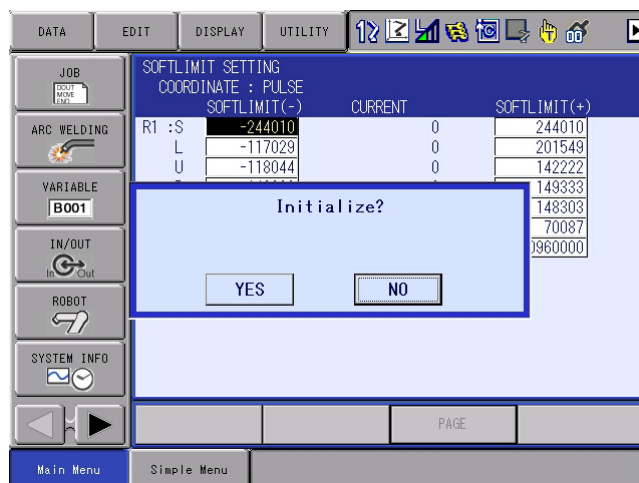 DATA EDIT DISPLAY UTILITY
JOB
DOUT
MOVE
END
ARC WELDING
VARIABLE
B001
IN/OUT
In Out
ROBOT
SYSTEM INFO
SOFTLIMIT SETTING
COORDINATE : PULSE
SOFTLIMIT(-) CURRENT SOFTLIMIT(+)
R1 :S -244010 0 244010
L -117029 0 201549
U -118044 0 142222
149333
148303
70087
960000
Initialize?
YES NO
PAGE
Main Menu Simple Menu